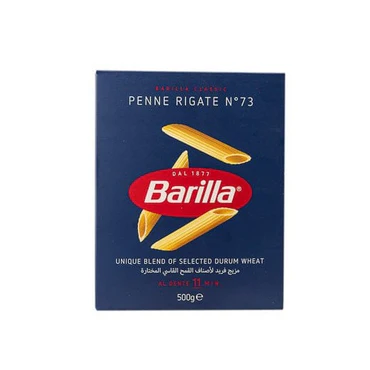 BARILLA CLASSIC
PENNE RIGATE N°73
DAL 1877
Barilla
UNIQUE BLEND OF SELECTED DURUM WHEAT
مزيج فريد لأصناف القمح القاسي المختارة
AL DENTE 11 MIN
500g℮